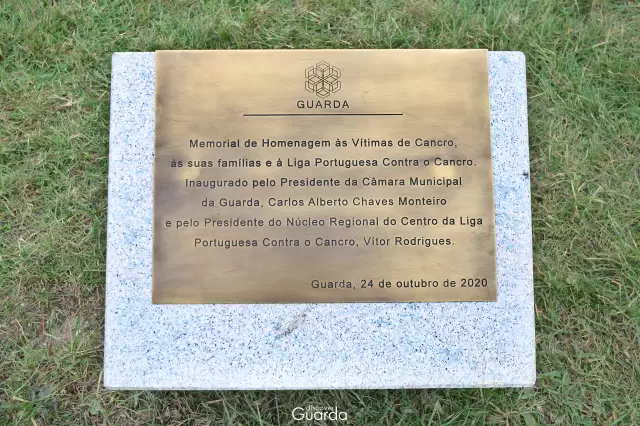 GUARDA
Memorial de Homenagem às Vítimas de Cancro,
às suas famílias e à Liga Portuguesa Contra o Cancro.
Inaugurado pelo Presidente da Câmara Municipal
da Guarda, Carlos Alberto Chaves Monteiro
e pelo Presidente do Núcleo Regional do Centro da Liga
Portuguesa Contra o Cancro, Vítor Rodrigues.
Guarda, 24 de outubro de 2020
discover
Guarda